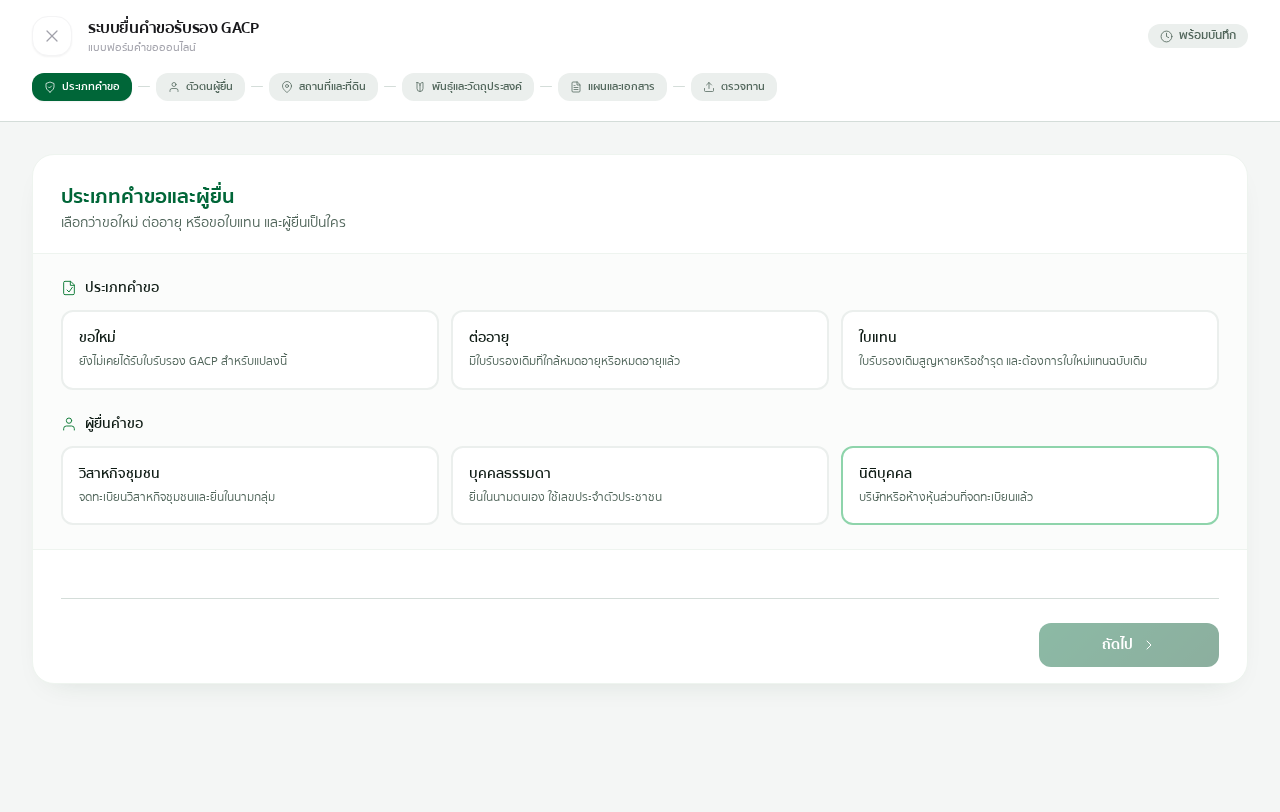 ระบบยื่นคำขอรับรอง GACP
แบบฟอร์มคำขอออนไลน์
พร้อมบันทึก
ประเภทคำขอ
ตัวตนผู้ยื่น
สถานที่และที่ดิน
พันธุ์และวัตถุประสงค์
แผนและเอกสาร
ตรวจทาน
ประเภทคำขอและผู้ยื่น
เลือกว่าขอใหม่ ต่ออายุ หรือขอใบแทน และผู้ยื่นเป็นใคร
ประเภทคำขอ
ขอใหม่
ยังไม่เคยได้รับใบรับรอง GACP สำหรับแปลงนี้
ต่ออายุ
มีใบรับรองเดิมที่ใกล้หมดอายุหรือหมดอายุแล้ว
ใบแทน
ใบรับรองเดิมสูญหายหรือชำรุด และต้องการใบใหม่แทนฉบับเดิม
ผู้ยื่นคำขอ
วิสาหกิจชุมชน
จดทะเบียนวิสาหกิจชุมชนและยื่นในนามกลุ่ม
บุคคลธรรมดา
ยื่นในนามตนเอง ใช้เลขประจำตัวประชาชน
นิติบุคคล
บริษัทหรือห้างหุ้นส่วนที่จดทะเบียนแล้ว
ถัดไป